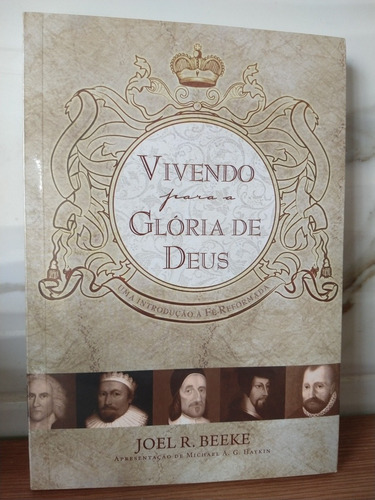 VIVENDO
para a
GLÓRIA DE
DEUS
UMA INTRODUÇÃO À FÉ REFORMADA
JOEL R. BEEKE
APRESENTAÇÃO DE MICHAEL A. G. HAYKIN